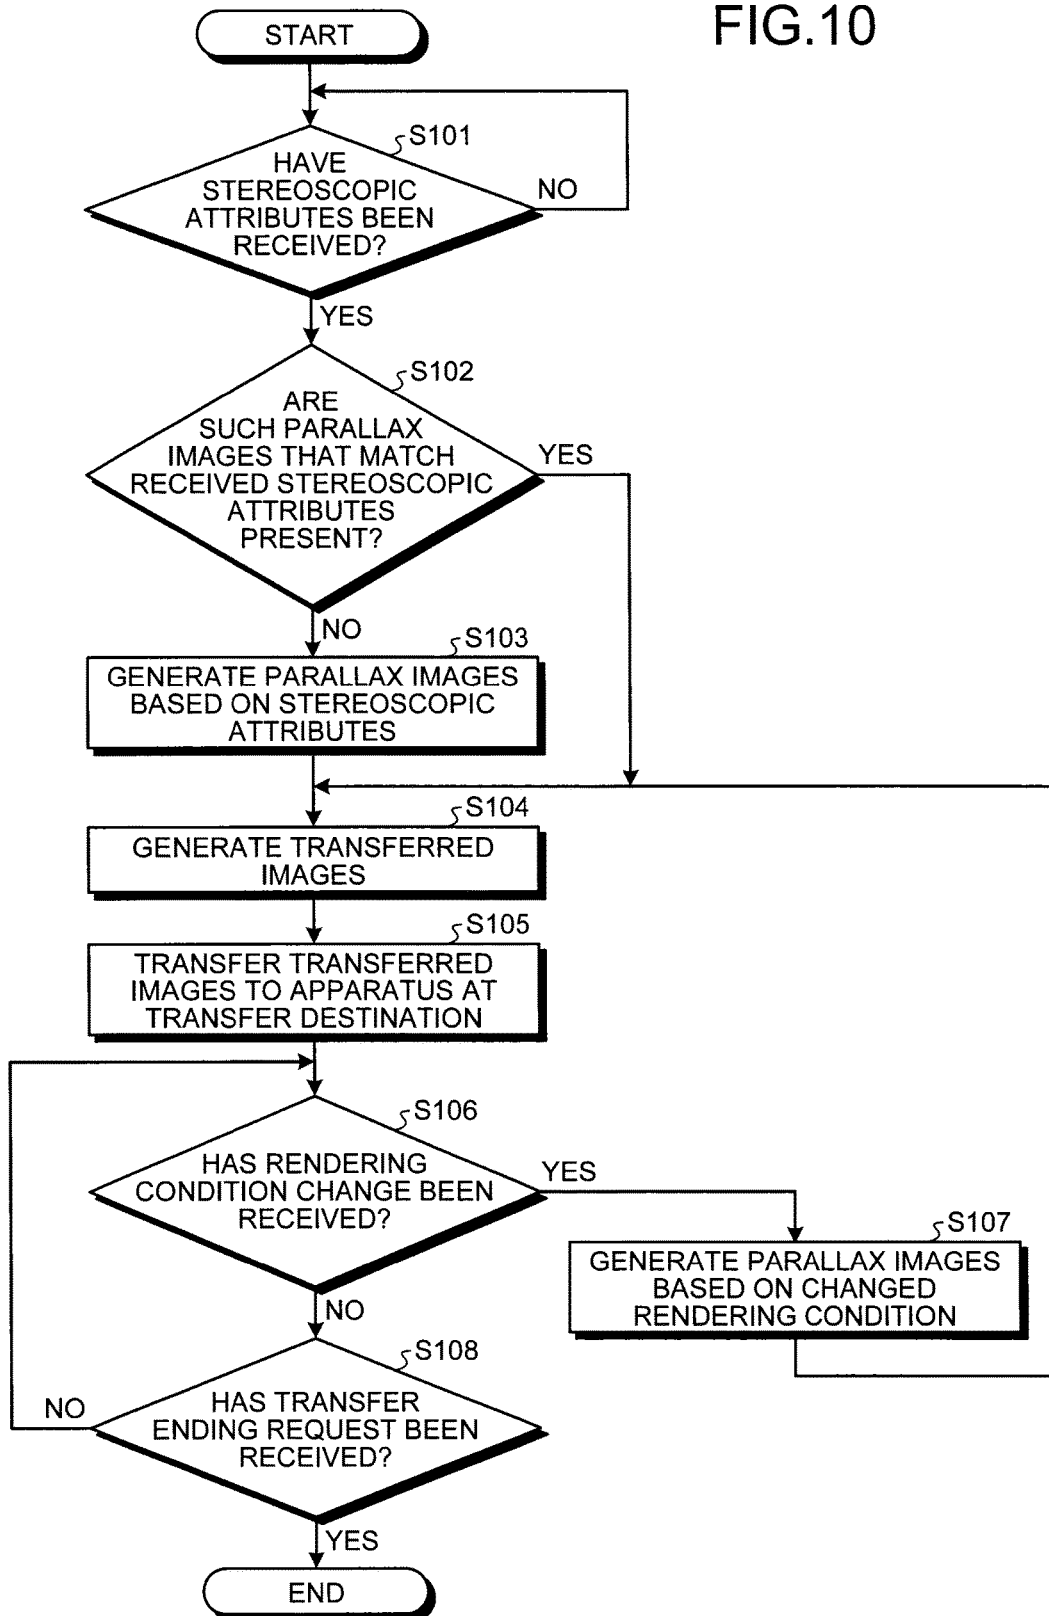 FIG.10
START
S101
HAVE
STEREOSCOPIC
ATTRIBUTES BEEN
RECEIVED?
NO
YES
S102
ARE
SUCH PARALLAX
IMAGES THAT MATCH
RECEIVED STEREOSCOPIC
ATTRIBUTES
PRESENT?
YES
NO
S103
GENERATE PARALLAX IMAGES
BASED ON STEREOSCOPIC
ATTRIBUTES
S104
GENERATE TRANSFERRED
IMAGES
S105
TRANSFER TRANSFERRED
IMAGES TO APPARATUS AT
TRANSFER DESTINATION
S106
HAS RENDERING
CONDITION CHANGE BEEN
RECEIVED?
YES
S107
GENERATE PARALLAX IMAGES
BASED ON CHANGED
RENDERING CONDITION
NO
S108
HAS TRANSFER
ENDING REQUEST BEEN
RECEIVED?
NO
YES
END